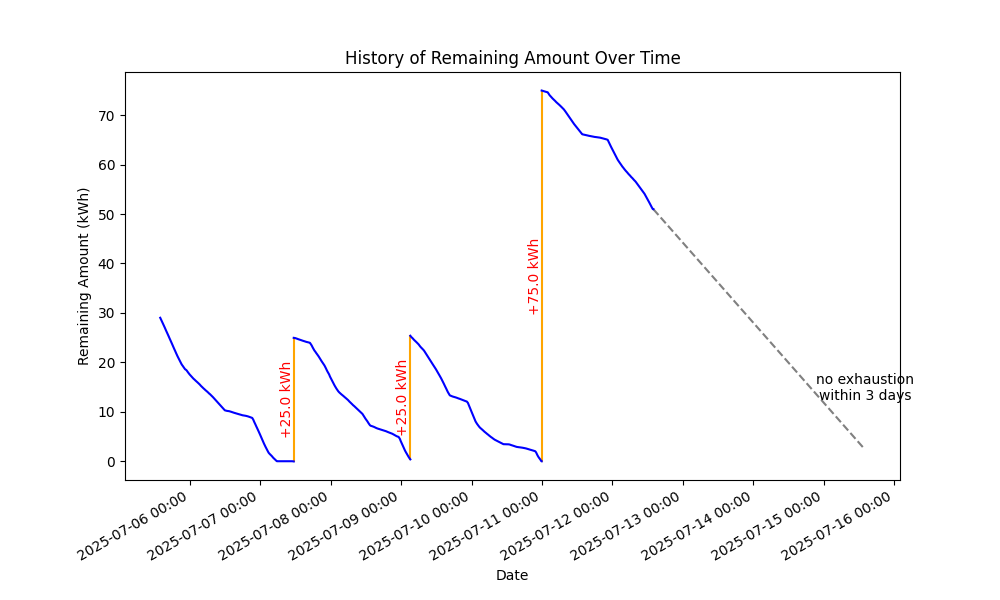 History of Remaining Amount Over Time
Remaining Amount (kWh)
70
60
50
40
30
20
10
0
+25.0 kWh
+25.0 kWh
+75.0 kWh
no exhaustion
within 3 days
2025-07-06 00:00
2025-07-07 00:00
2025-07-08 00:00
2025-07-09 00:00
2025-07-10 00:00
2025-07-11 00:00
2025-07-12 00:00
2025-07-13 00:00
2025-07-14 00:00
2025-07-15 00:00
2025-07-16 00:00
Date